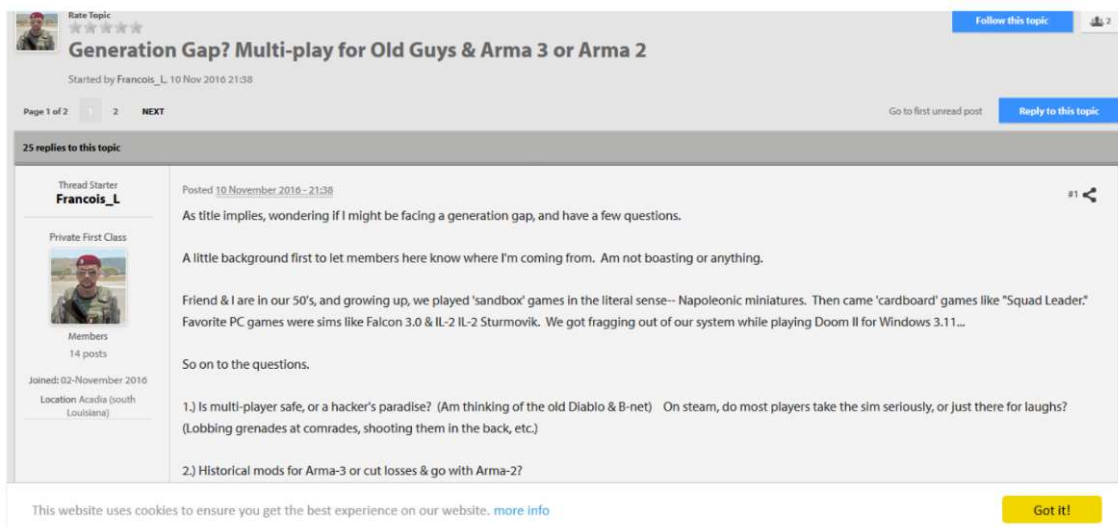 Rate Topic
Follow this topic
2
Generation Gap? Multi-play for Old Guys & Arma 3 or Arma 2
Started by Francois_L, 10 Nov 2016 21:38
Page 1 of 2 1 2 NEXT
Go to first unread post
Reply to this topic
25 replies to this topic
Thread Starter
Francois_L
Private First Class
Members
14 posts
Joined: 02-November 2016
Location Acadia (south
Louisiana)
Posted 10 November 2016 - 21:38
#1
As title implies, wondering if I might be facing a generation gap, and have a few questions.
A little background first to let members here know where I'm coming from. Am not boasting or anything.
Friend & I are in our 50's, and growing up, we played 'sandbox' games in the literal sense-- Napoleonic miniatures. Then came 'cardboard' games like "Squad Leader."
Favorite PC games were sims like Falcon 3.0 & IL-2 IL-2 Sturmovik. We got fragging out of our system while playing Doom II for Windows 3.11...
So on to the questions.
1.) Is multi-player safe, or a hacker's paradise? (Am thinking of the old Diablo & B-net) On steam, do most players take the sim seriously, or just there for laughs?
(Lobbing grenades at comrades, shooting them in the back, etc.)
2.) Historical mods for Arma-3 or cut losses & go with Arma-2?
This website uses cookies to ensure you get the best experience on our website. more info
Got it!